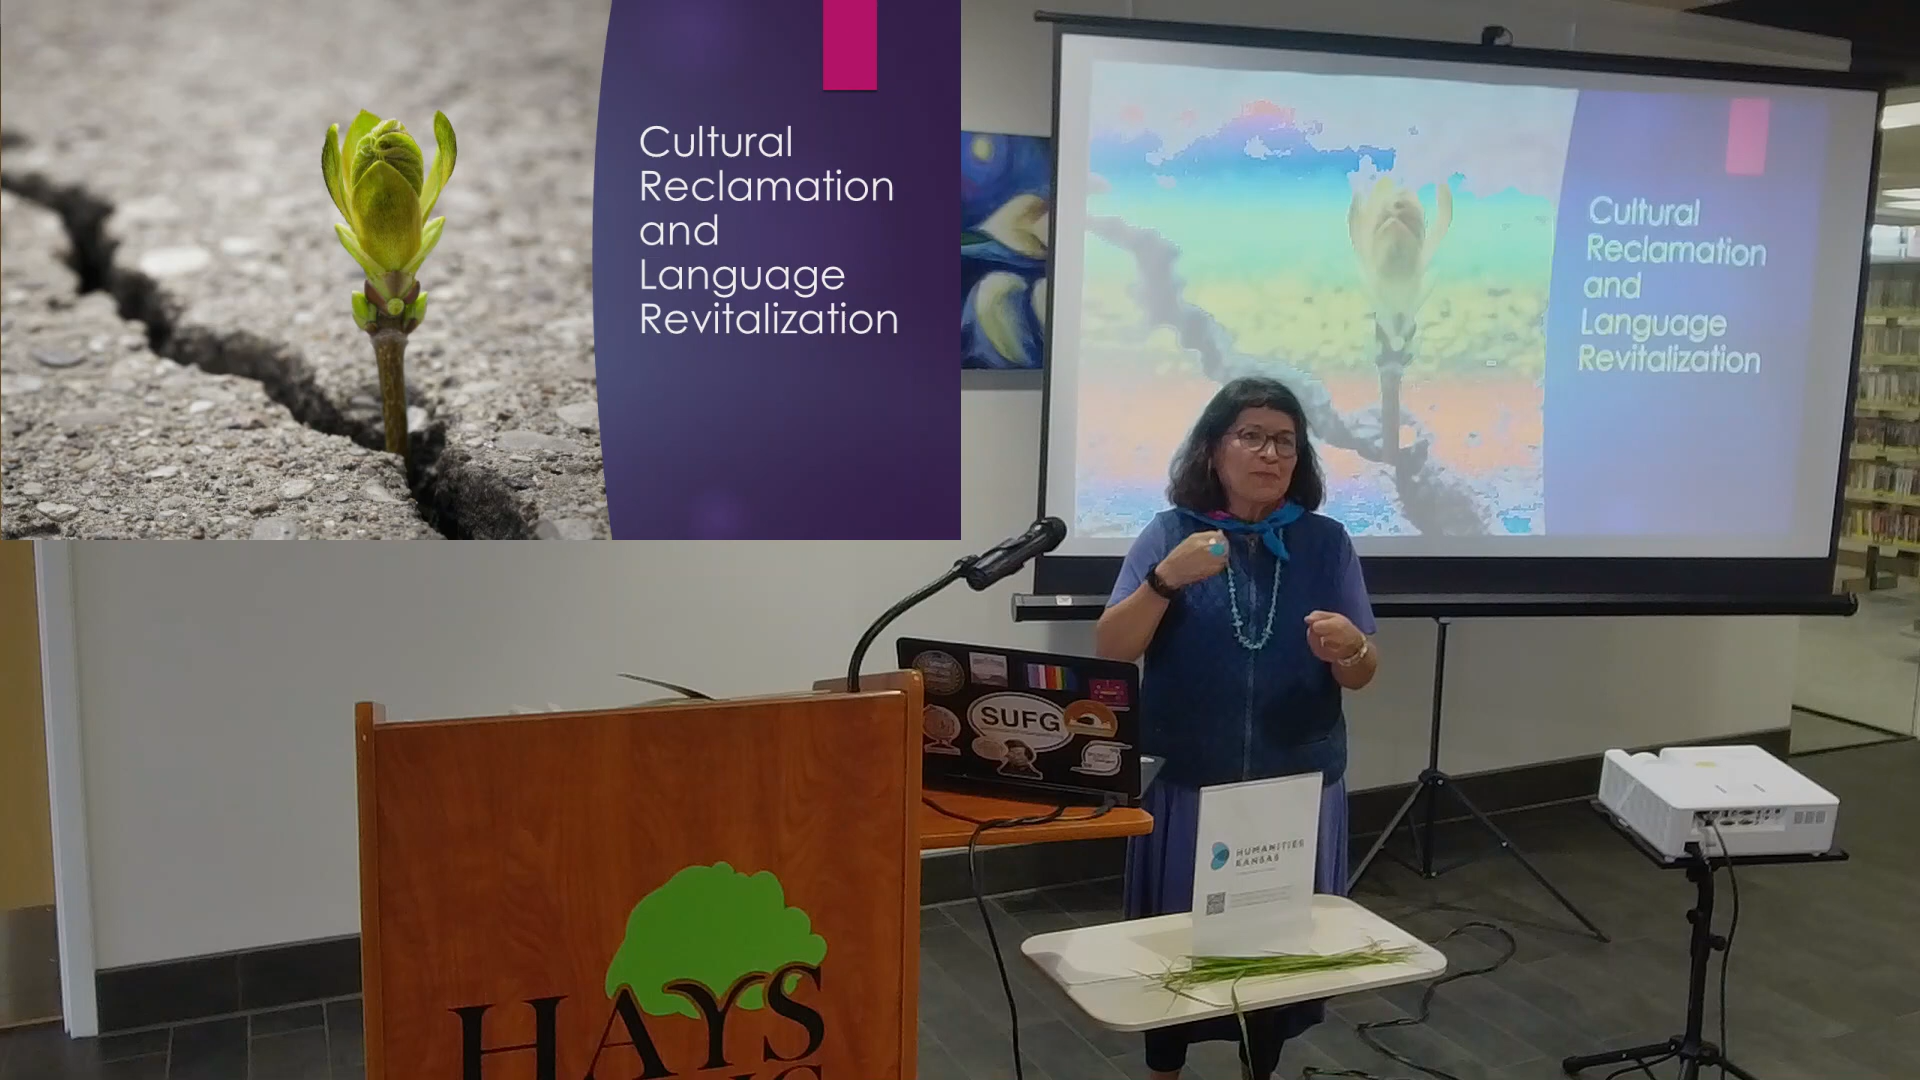 Cultural
Reclamation
and
Language
Revitalization
Cultural
Reclamation
and
Language
Revitalization
SUFG
HUMANITIES
KANSAS
HAYS